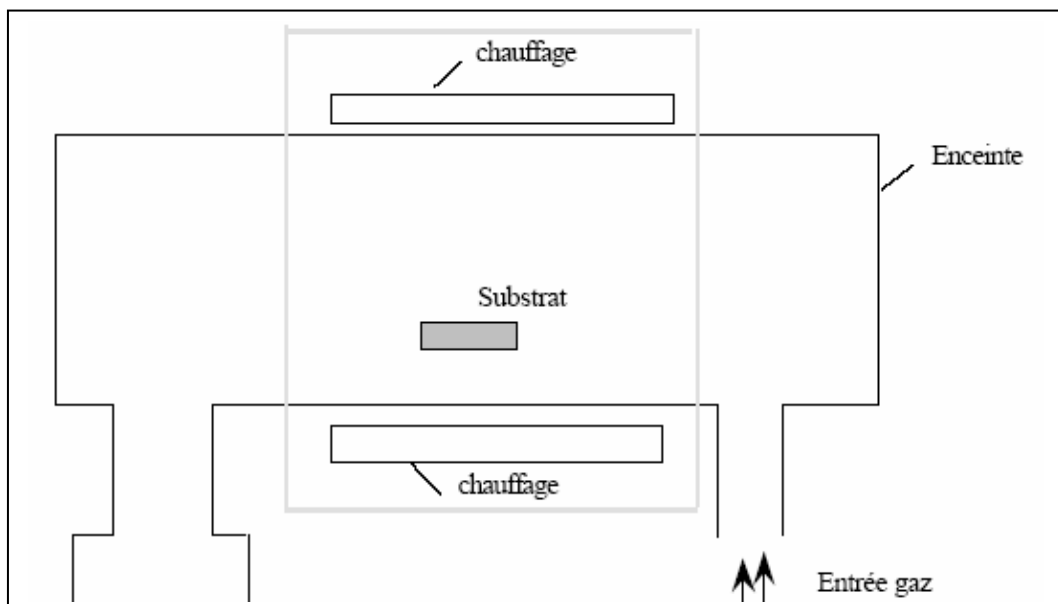 chauffage
Enceinte
Substrat
chauffage
Entrée gaz